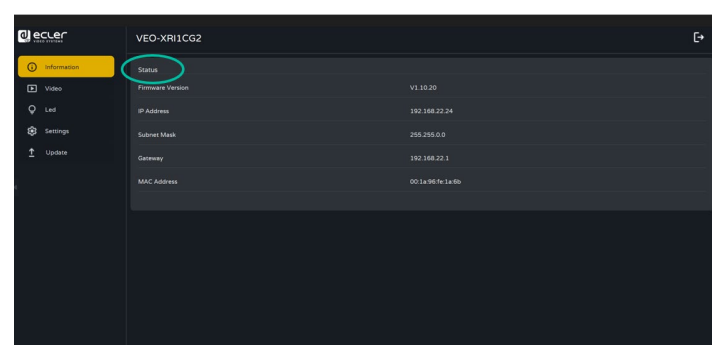 ecler
VIDEO SYSTEMS
VEO-XRI1CG2
Information
Video
Led
Settings
Update
Status
Firmware Version V1.10.20
IP Address 192.168.22.24
Subnet Mask 255.255.0.0
Gateway 192.168.22.1
MAC Address 00:1a:96:fe:1a:6b